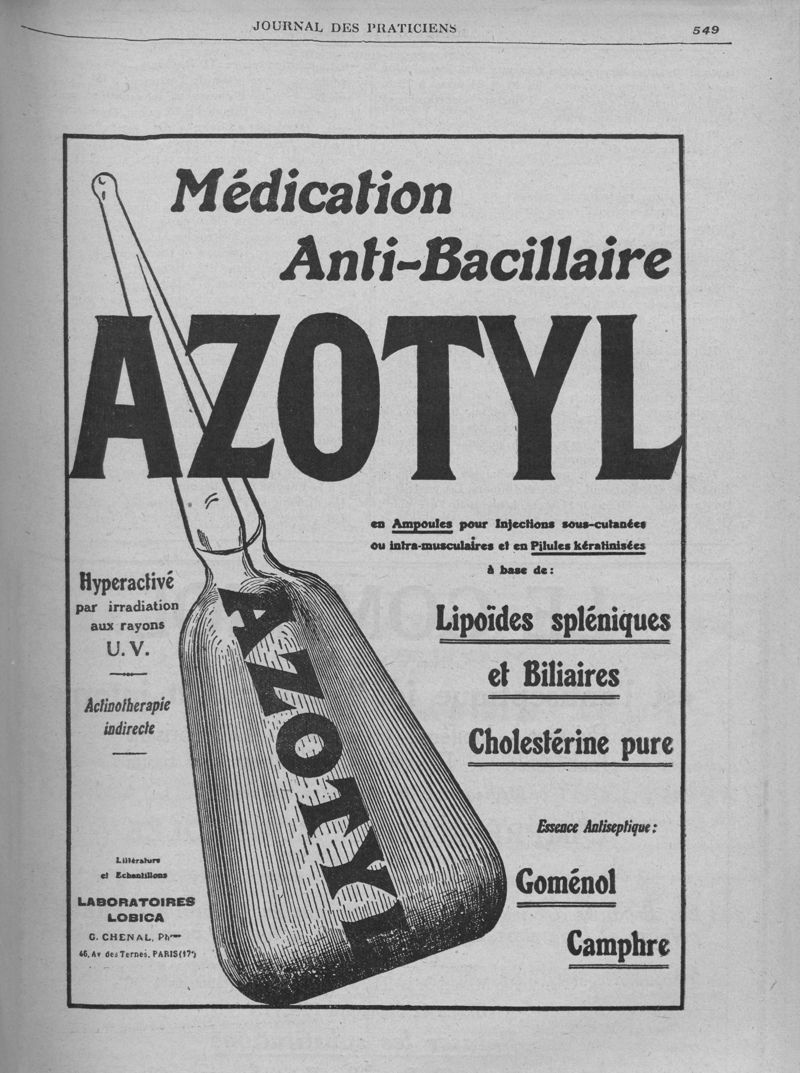 JOURNAL DES PRATICIENS
549
Médication
Anti-Bacillaire
AZOTYL
en Ampoules pour Injections sous-cutanées
ou intra-musculaires et en Pilules kératinisées
à base de:
Lipoïdes spléniques
et Biliaires
Cholestérine pure
Essence Antiseptique:
Goménol
Camphre
AZOTYL
Hyperactivé
par irradiation
aux rayons
U.V.
Actinotherapie
indirecte
Littérature
et Echantillons
LABORATOIRES
LOBICA
G. CHENAL, Phien
46, Av des Ternes, PARIS (17e)